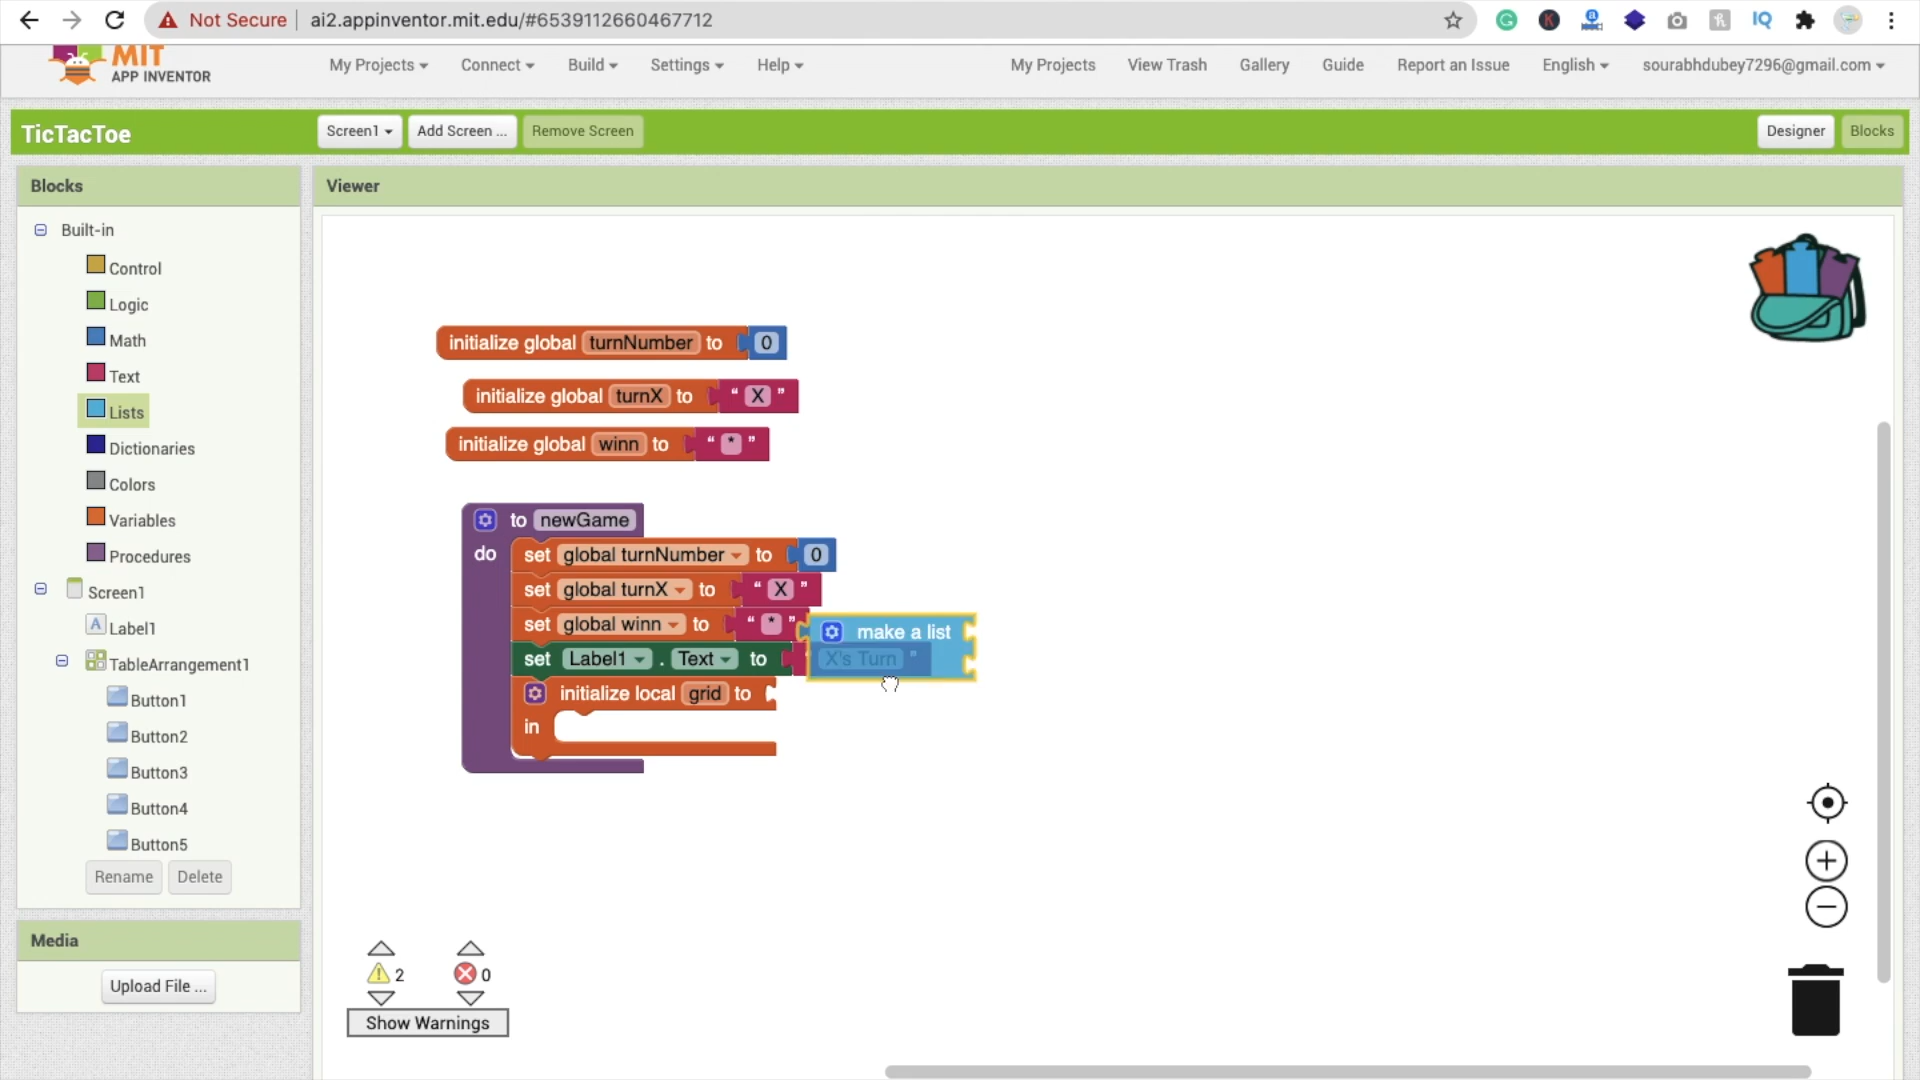 Not Secure
ai2.appinventor.mit.edu/#6539112660467712
MIT
APP INVENTOR
My Projects Connect Build Settings Help My Projects View Trash Gallery Guide Report an Issue English sourabhdubey7296@gmail.com
TicTacToe
Screen1 Add Screen ... Remove Screen Designer Blocks
Blocks
Viewer
Built-in
Control
Logic
Math
Text
Lists
Dictionaries
Colors
Variables
Procedures
Screen1
A Label1
TableArrangement1
Button1
Button2
Button3
Button4
Button5
Rename Delete
Media
Upload File ...
initialize global turnNumber to 0
initialize global turnX to “ X ”
initialize global winn to “ * ”
to newGame
do set global turnNumber to 0
set global turnX to “ X ”
set global winn to “ * ”
make a list
set Label1 . Text to “ X's Turn ”
initialize local grid to
in
2 0
Show Warnings